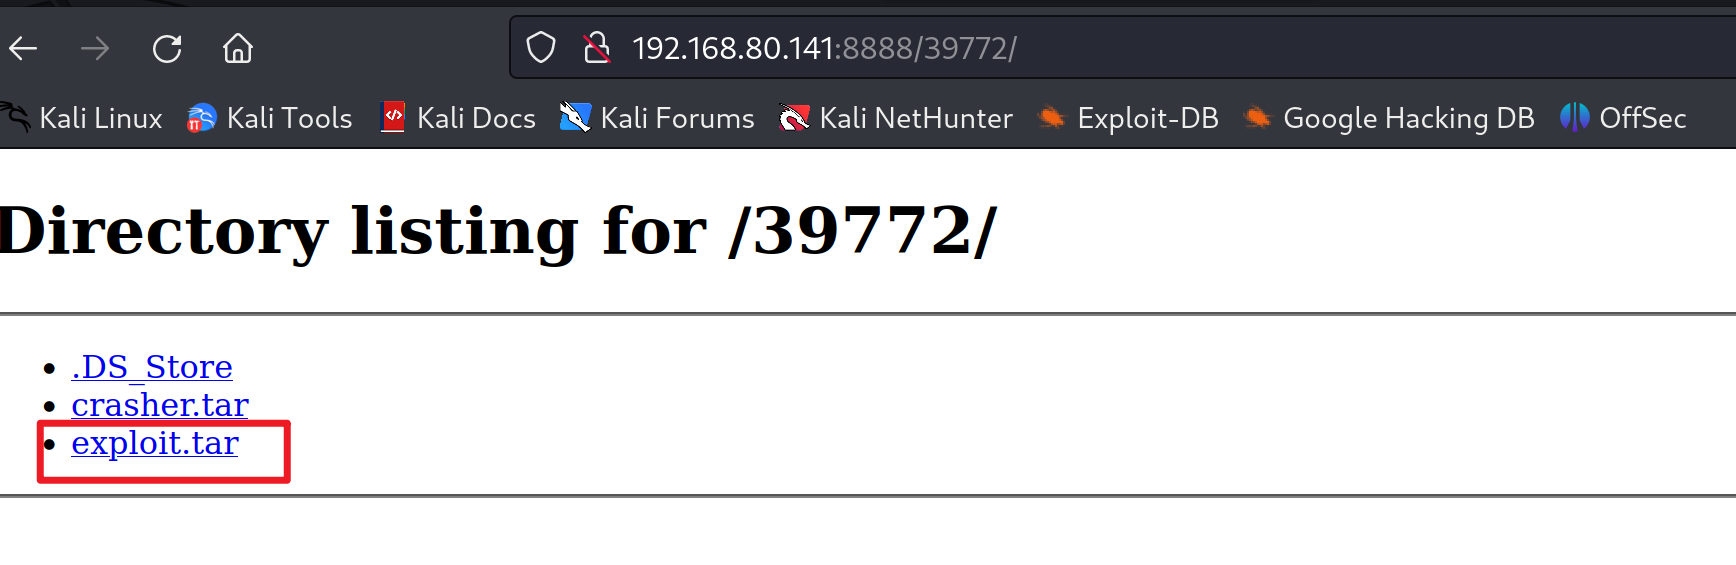 192.168.80.141:8888/39772/
Kali Linux Kali Tools Kali Docs Kali Forums Kali NetHunter Exploit-DB Google Hacking DB OffSec
Directory listing for /39772/
.DS_Store
crasher.tar
exploit.tar